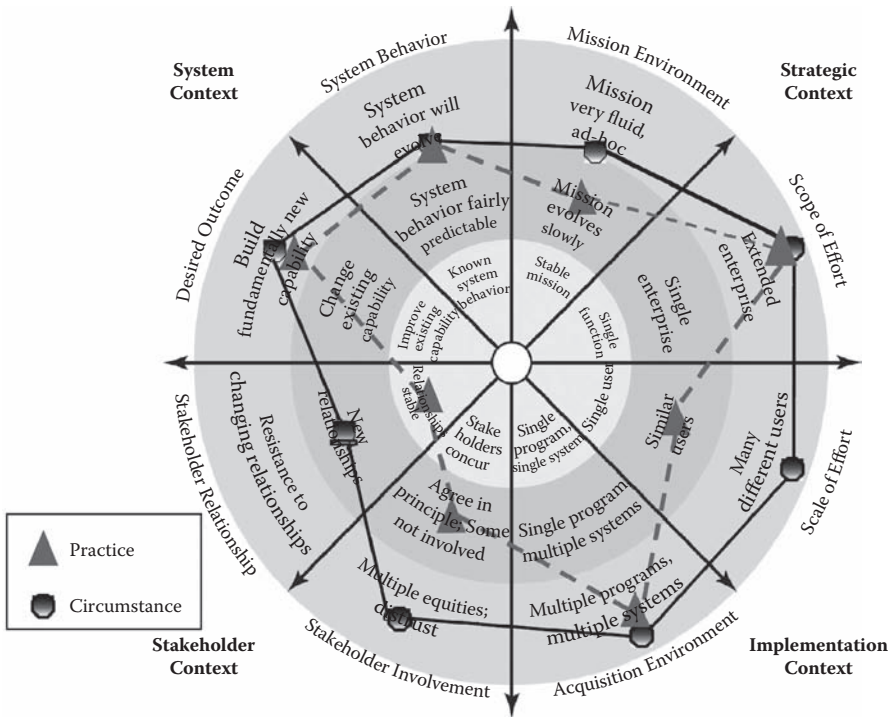 System Behavior
Mission Environment
System
Context
Strategic
Context
System
behavior will
evolve
Mission
very fluid,
ad-hoc
Desired Outcome
Build
fundamentally new
capability
System
behavior fairly
predictable
Mission
evolves
slowly
Scope of Effort
Extended
enterprise
Change
existing
capability
Known
system
behavior
Stable
mission
Single
enterprise
Improve
existing
capability
Single
function
Stakeholder Relationship
Resistance to
changing relationships
New
relationships
Relationships
stable
Single user
Similar
users
Many
different users
Scale of Effort
Stake
holders
concur
Single
program,
single system
Agree in
principle; Some
not involved
Single program
multiple systems
Multiple equities;
distrust
Multiple programs,
multiple systems
Practice
Circumstance
Stakeholder
Context
Stakeholder Involvement
Acquisition Environment
Implementation
Context